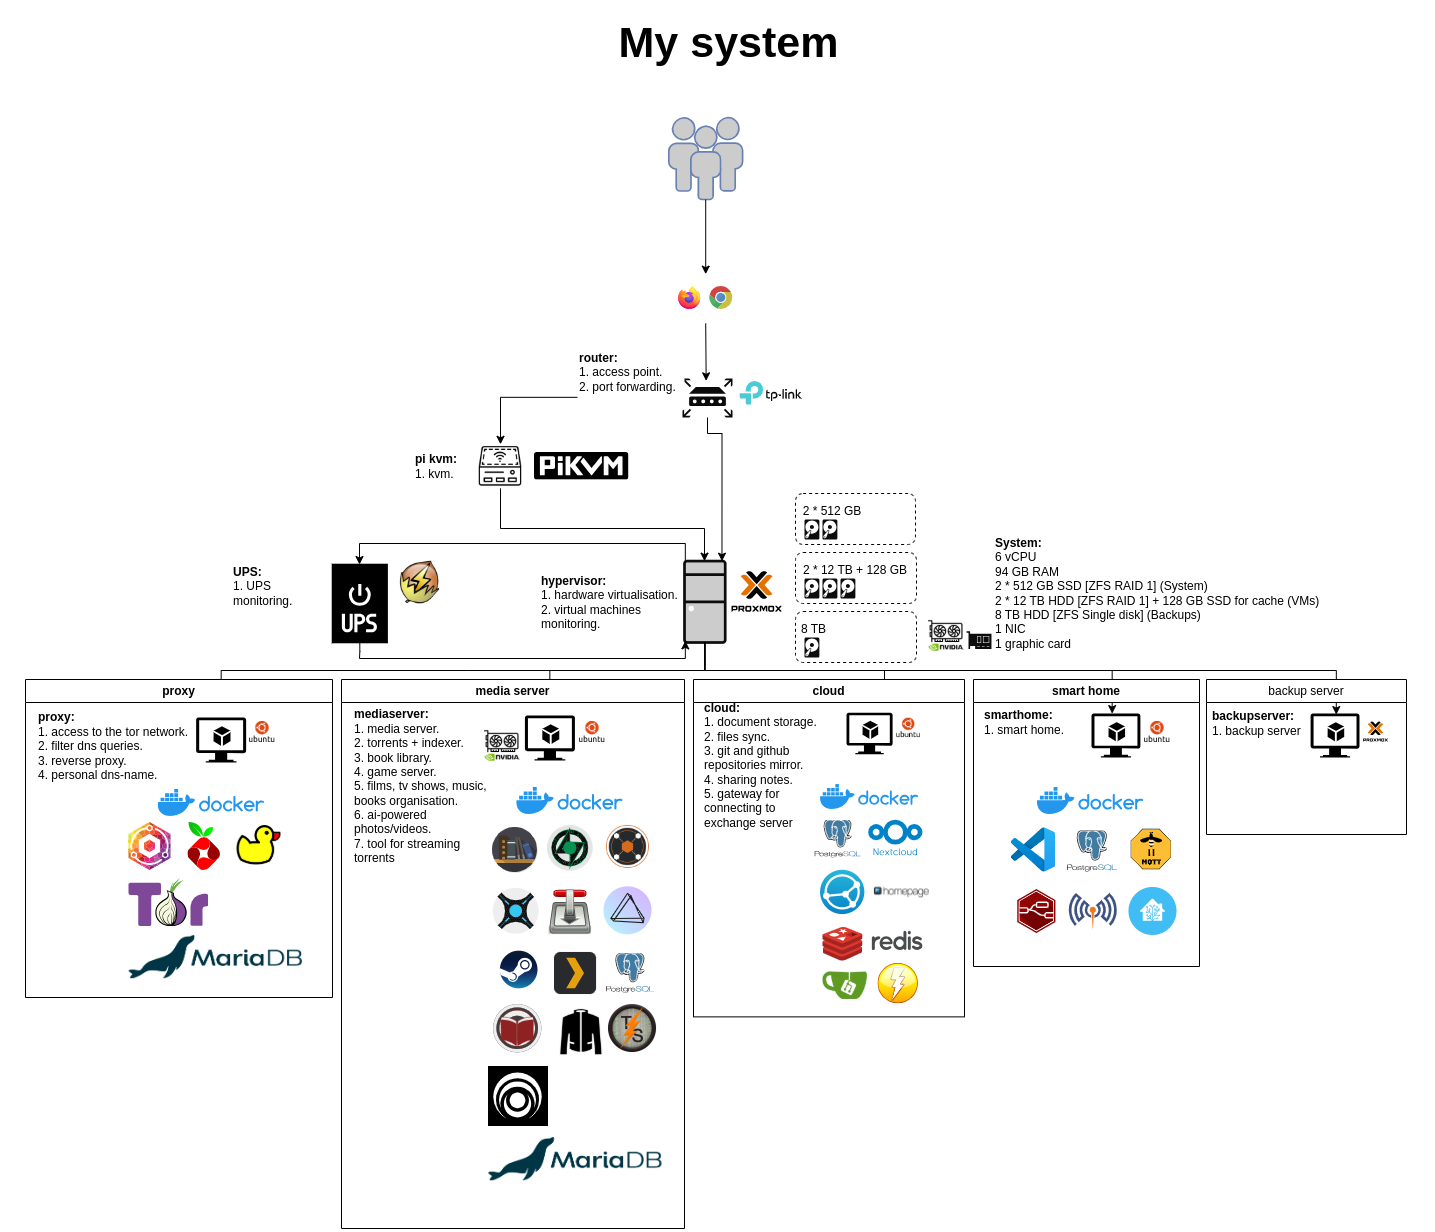 My system
router:
1. access point.
2. port forwarding.
tp-link
pi kvm:
1. kvm.
PiKVM
2 * 512 GB
2 * 12 TB + 128 GB
8 TB
System:
6 vCPU
94 GB RAM
2 * 512 GB SSD [ZFS RAID 1] (System)
2 * 12 TB HDD [ZFS RAID 1] + 128 GB SSD for cache (VMs)
8 TB HDD [ZFS Single disk] (Backups)
1 NIC
1 graphic card
NVIDIA
UPS:
1. UPS
monitoring.
UPS
hypervisor:
1. hardware virtualisation.
2. virtual machines
monitoring.
PROXMOX
proxy
proxy:
1. access to the tor network.
2. filter dns queries.
3. reverse proxy.
4. personal dns-name.
ubuntu
docker
Tor
MariaDB
media server
mediaserver:
1. media server.
2. torrents + indexer.
3. book library.
4. game server.
5. films, tv shows, music,
books organisation.
6. ai-powered
photos/videos.
7. tool for streaming
torrents
NVIDIA
ubuntu
docker
PostgreSQL
TS
MariaDB
cloud
cloud:
1. document storage.
2. files sync.
3. git and github
repositories mirror.
4. sharing notes.
5. gateway for
connecting to
exchange server
ubuntu
docker
PostgreSQL
Nextcloud
homepage
redis
smart home
smarthome:
1. smart home.
ubuntu
docker
PostgreSQL
MQTT
backup server
backupserver:
1. backup server
PROXMOX